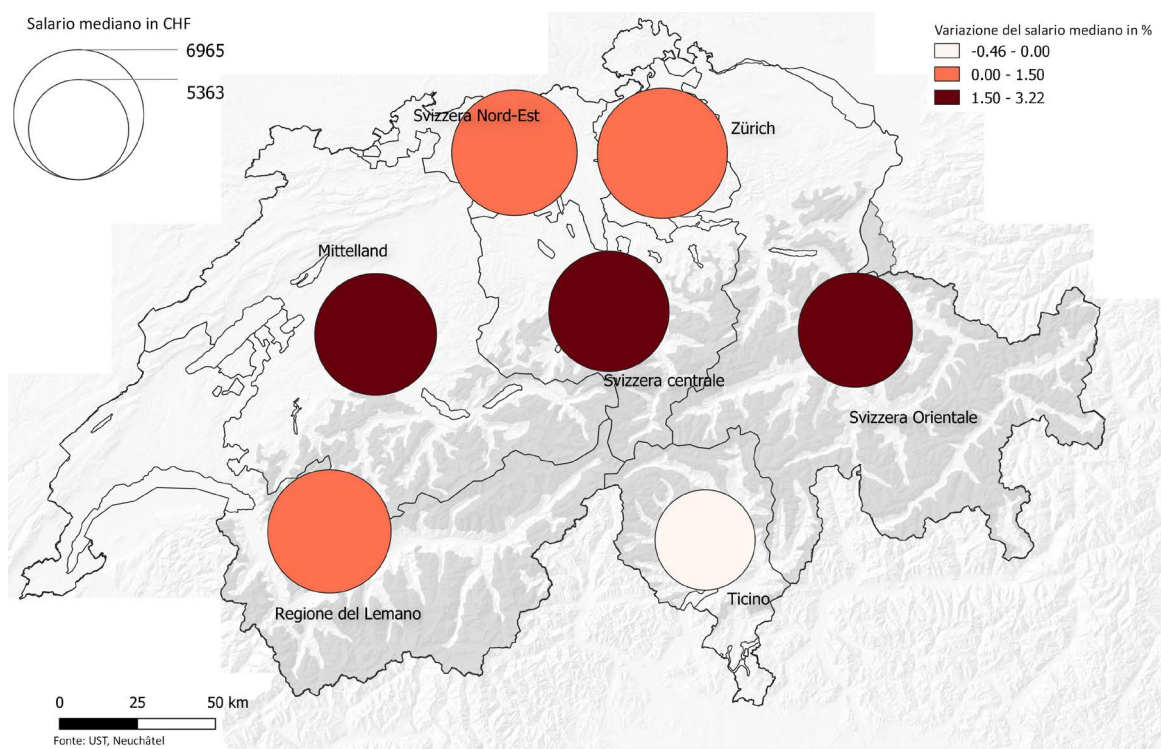 Salario mediano in CHF
6965
5363
Variazione del salario mediano in %
-0.46 - 0.00
0.00 - 1.50
1.50 - 3.22
Svizzera Nord-Est
Zürich
Mittelland
Svizzera centrale
Svizzera Orientale
Regione del Lemano
Ticino
0 25 50 km
Fonte: UST, Neuchâtel